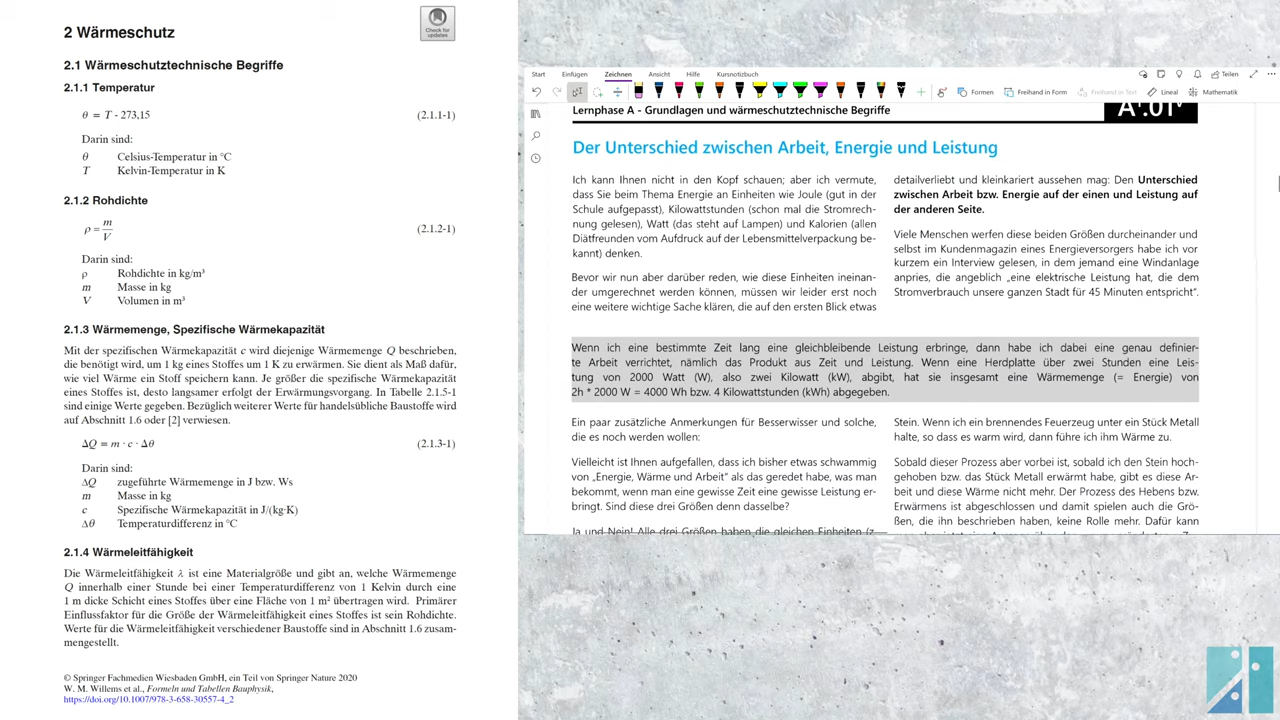 2 Wärmeschutz
Check for
updates
2.1 Wärmeschutztechnische Begriffe
2.1.1 Temperatur
θ = T - 273,15 (2.1.1-1)
Darin sind:
θ Celsius-Temperatur in °C
T Kelvin-Temperatur in K
2.1.2 Rohdichte
ρ = m/V (2.1.2-1)
Darin sind:
ρ Rohdichte in kg/m³
m Masse in kg
V Volumen in m³
2.1.3 Wärmemenge, Spezifische Wärmekapazität
Mit der spezifischen Wärmekapazität c wird diejenige Wärmemenge Q beschrieben,
die benötigt wird, um 1 kg eines Stoffes um 1 K zu erwärmen. Sie dient als Maß dafür,
wie viel Wärme ein Stoff speichern kann. Je größer die spezifische Wärmekapazität
eines Stoffes ist, desto langsamer erfolgt der Erwärmungsvorgang. In Tabelle 2.1.5-1
sind einige Werte gegeben. Bezüglich weiterer Werte für handelsübliche Baustoffe wird
auf Abschnitt 1.6 oder [2] verwiesen.
ΔQ = m · c · Δθ (2.1.3-1)
Darin sind:
ΔQ zugeführte Wärmemenge in J bzw. Ws
m Masse in kg
c Spezifische Wärmekapazität in J/(kg·K)
Δθ Temperaturdifferenz in °C
2.1.4 Wärmeleitfähigkeit
Die Wärmeleitfähigkeit λ ist eine Materialgröße und gibt an, welche Wärmemenge
Q innerhalb einer Stunde bei einer Temperaturdifferenz von 1 Kelvin durch eine
1 m dicke Schicht eines Stoffes über eine Fläche von 1 m² übertragen wird. Primärer
Einflussfaktor für die Größe der Wärmeleitfähigkeit eines Stoffes ist sein Rohdichte.
Werte für die Wärmeleitfähigkeit verschiedener Baustoffe sind in Abschnitt 1.6 zusam-
mengestellt.
© Springer Fachmedien Wiesbaden GmbH, ein Teil von Springer Nature 2020
W. M. Willems et al., Formeln und Tabellen Bauphysik,
https://doi.org/10.1007/978-3-658-30557-4_2
Start Einfügen Zeichnen Ansicht Hilfe Kursnotizbuch Teilen
Formen Freihand in Form Freihand in Text Lineal Mathematik
Lernphase A - Grundlagen und wärmeschutztechnische Begriffe
Der Unterschied zwischen Arbeit, Energie und Leistung
Ich kann Ihnen nicht in den Kopf schauen; aber ich vermute,
dass Sie beim Thema Energie an Einheiten wie Joule (gut in der
Schule aufgepasst), Kilowattstunden (schon mal die Stromrech-
nung gelesen), Watt (das steht auf Lampen) und Kalorien (allen
Diätfreunden vom Aufdruck auf der Lebensmittelverpackung be-
kannt) denken.
Bevor wir nun aber darüber reden, wie diese Einheiten ineinan-
der umgerechnet werden können, müssen wir leider erst noch
eine weitere wichtige Sache klären, die auf den ersten Blick etwas
detailverliebt und kleinkariert aussehen mag: Den Unterschied
zwischen Arbeit bzw. Energie auf der einen und Leistung auf
der anderen Seite.
Viele Menschen werfen diese beiden Größen durcheinander und
selbst im Kundenmagazin eines Energieversorgers habe ich vor
kurzem ein Interview gelesen, in dem jemand eine Windanlage
anpries, die angeblich „eine elektrische Leistung hat, die dem
Stromverbrauch unsere ganzen Stadt für 45 Minuten entspricht“.
Wenn ich eine bestimmte Zeit lang eine gleichbleibende Leistung erbringe, dann habe ich dabei eine genau definier-
te Arbeit verrichtet, nämlich das Produkt aus Zeit und Leistung. Wenn eine Herdplatte über zwei Stunden eine Leis-
tung von 2000 Watt (W), also zwei Kilowatt (kW), abgibt, hat sie insgesamt eine Wärmemenge (= Energie) von
2h * 2000 W = 4000 Wh bzw. 4 Kilowattstunden (kWh) abgegeben.
Ein paar zusätzliche Anmerkungen für Besserwisser und solche,
die es noch werden wollen:
Vielleicht ist Ihnen aufgefallen, dass ich bisher etwas schwammig
von „Energie, Wärme und Arbeit“ als das geredet habe, was man
bekommt, wenn man eine gewisse Zeit eine gewisse Leistung er-
bringt. Sind diese drei Größen denn dasselbe?
Ja und Nein! Alle drei Größen haben die gleichen Einheiten (z.
Stein. Wenn ich ein brennendes Feuerzeug unter ein Stück Metall
halte, so dass es warm wird, dann führe ich ihm Wärme zu.
Sobald dieser Prozess aber vorbei ist, sobald ich den Stein hoch-
gehoben bzw. das Stück Metall erwärmt habe, gibt es diese Ar-
beit und diese Wärme nicht mehr. Der Prozess des Hebens bzw.
Erwärmens ist abgeschlossen und damit spielen auch die Grö-
ßen, die ihn beschrieben haben, keine Rolle mehr. Dafür kann